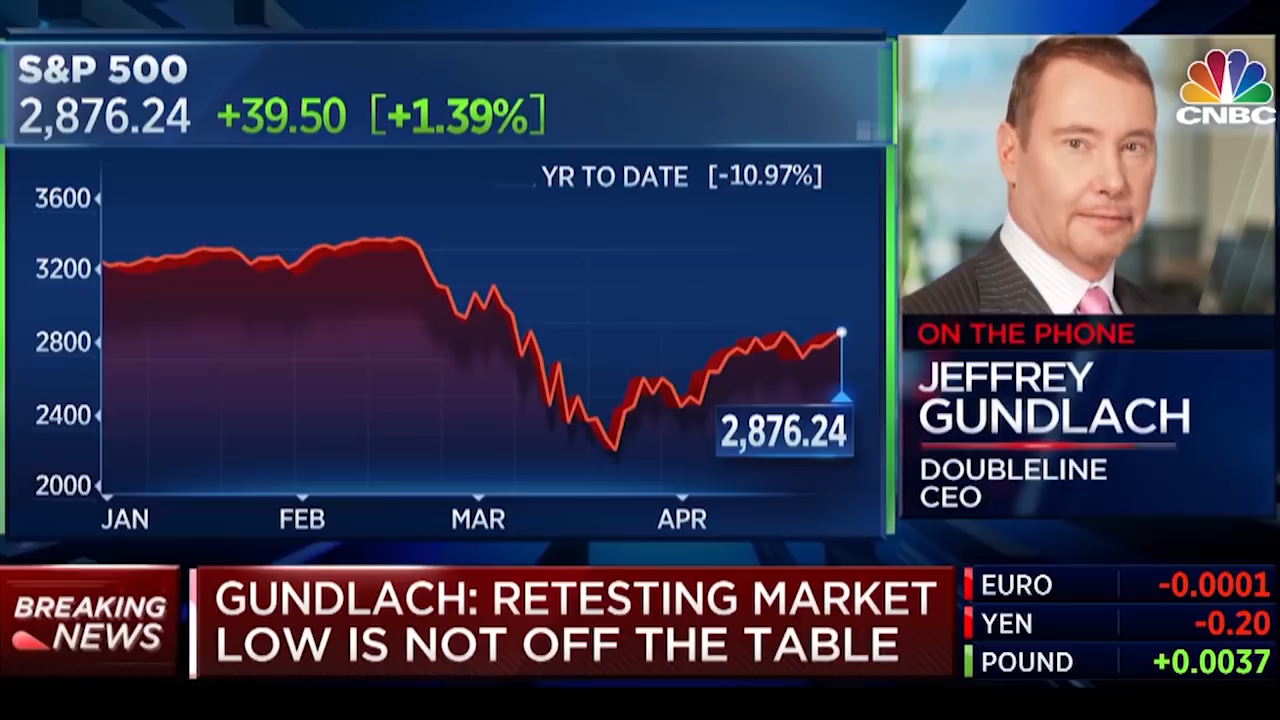 S&P 500
2,876.24 +39.50 [+1.39%]
YR TO DATE [-10.97%]
3600
3200
2800
2400
2000
JAN FEB MAR APR
2,876.24
CNBC
ON THE PHONE
JEFFREY
GUNDLACH
DOUBLELINE
CEO
BREAKING
NEWS
GUNDLACH: RETESTING MARKET
LOW IS NOT OFF THE TABLE
EURO -0.0001
YEN -0.20
POUND +0.0037